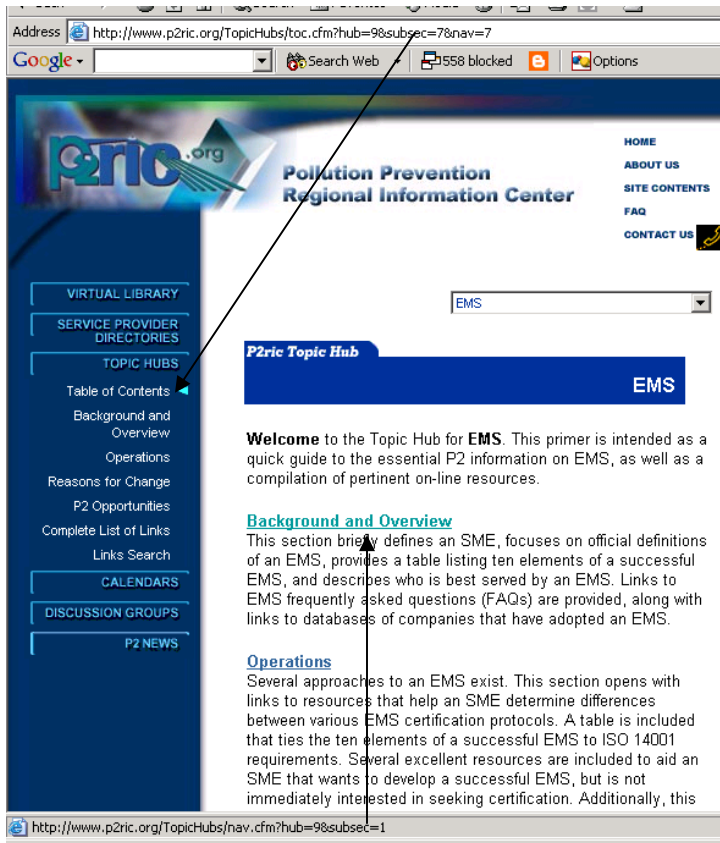 Address http://www.p2ric.org/TopicHubs/toc.cfm?hub=9&subsec=7&nav=7
Google Search Web 558 blocked Options
p2ric.org
Pollution Prevention
Regional Information Center
HOME
ABOUT US
SITE CONTENTS
FAQ
CONTACT US
VIRTUAL LIBRARY
SERVICE PROVIDER
DIRECTORIES
TOPIC HUBS
Table of Contents
Background and
Overview
Operations
Reasons for Change
P2 Opportunities
Complete List of Links
Links Search
CALENDARS
DISCUSSION GROUPS
P2 NEWS
EMS
P2ric Topic Hub
EMS
Welcome to the Topic Hub for EMS. This primer is intended as a
quick guide to the essential P2 information on EMS, as well as a
compilation of pertinent on-line resources.
Background and Overview
This section briefly defines an SME, focuses on official definitions
of an EMS, provides a table listing ten elements of a successful
EMS, and describes who is best served by an EMS. Links to
EMS frequently asked questions (FAQs) are provided, along with
links to databases of companies that have adopted an EMS.
Operations
Several approaches to an EMS exist. This section opens with
links to resources that help an SME determine differences
between various EMS certification protocols. A table is included
that ties the ten elements of a successful EMS to ISO 14001
requirements. Several excellent resources are included to aid an
SME that wants to develop a successful EMS, but is not
immediately interested in seeking certification. Additionally, this
http://www.p2ric.org/TopicHubs/nav.cfm?hub=9&subsec=1